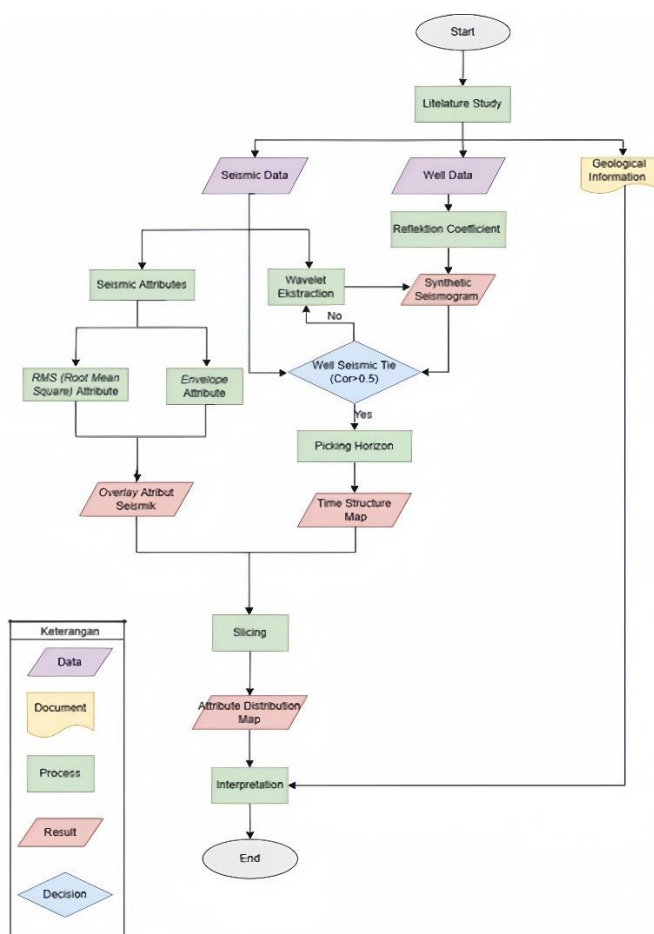 Start
Litelature Study
Seismic Data
Well Data
Geological
Information
Reflektion Coefficient
Seismic Attributes
Wavelet
Ekstraction
Synthetic
Seismogram
No
RMS (Root Mean
Square) Attribute
Envelope
Attribute
Well Seismic Tie
(Cor>0.5)
Yes
Picking Horizon
Overlay Atribut
Seismik
Time Structure
Map
Slicing
Attribute Distribution
Map
Interpretation
End
Keterangan
Data
Document
Process
Result
Decision